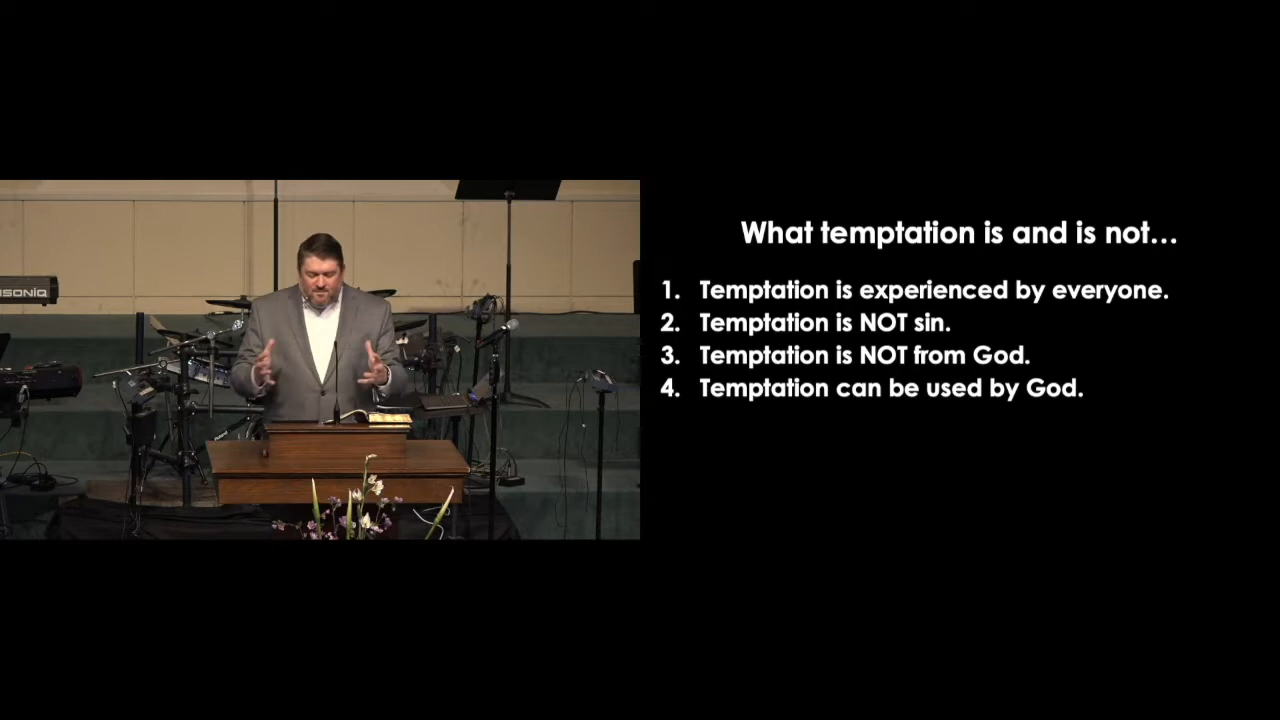 What temptation is and is not...
1. Temptation is experienced by everyone.
2. Temptation is NOT sin.
3. Temptation is NOT from God.
4. Temptation can be used by God.
soniq